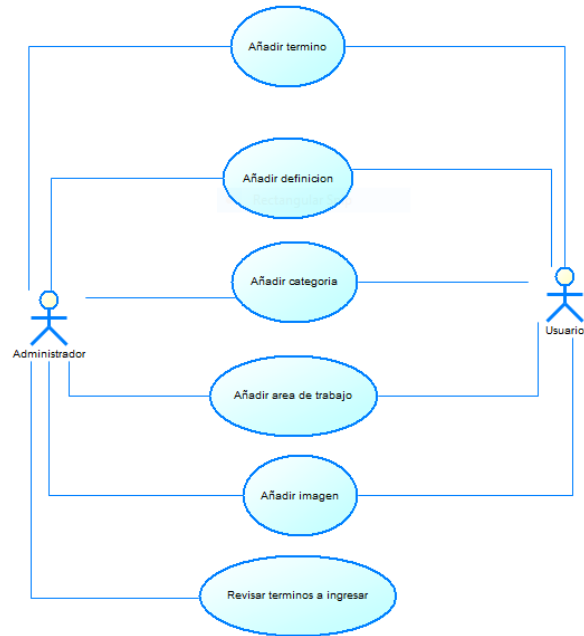 Añadir termino
Añadir definicion
Añadir categoria
Administrador
Usuario
Añadir area de trabajo
Añadir imagen
Revisar terminos a ingresar